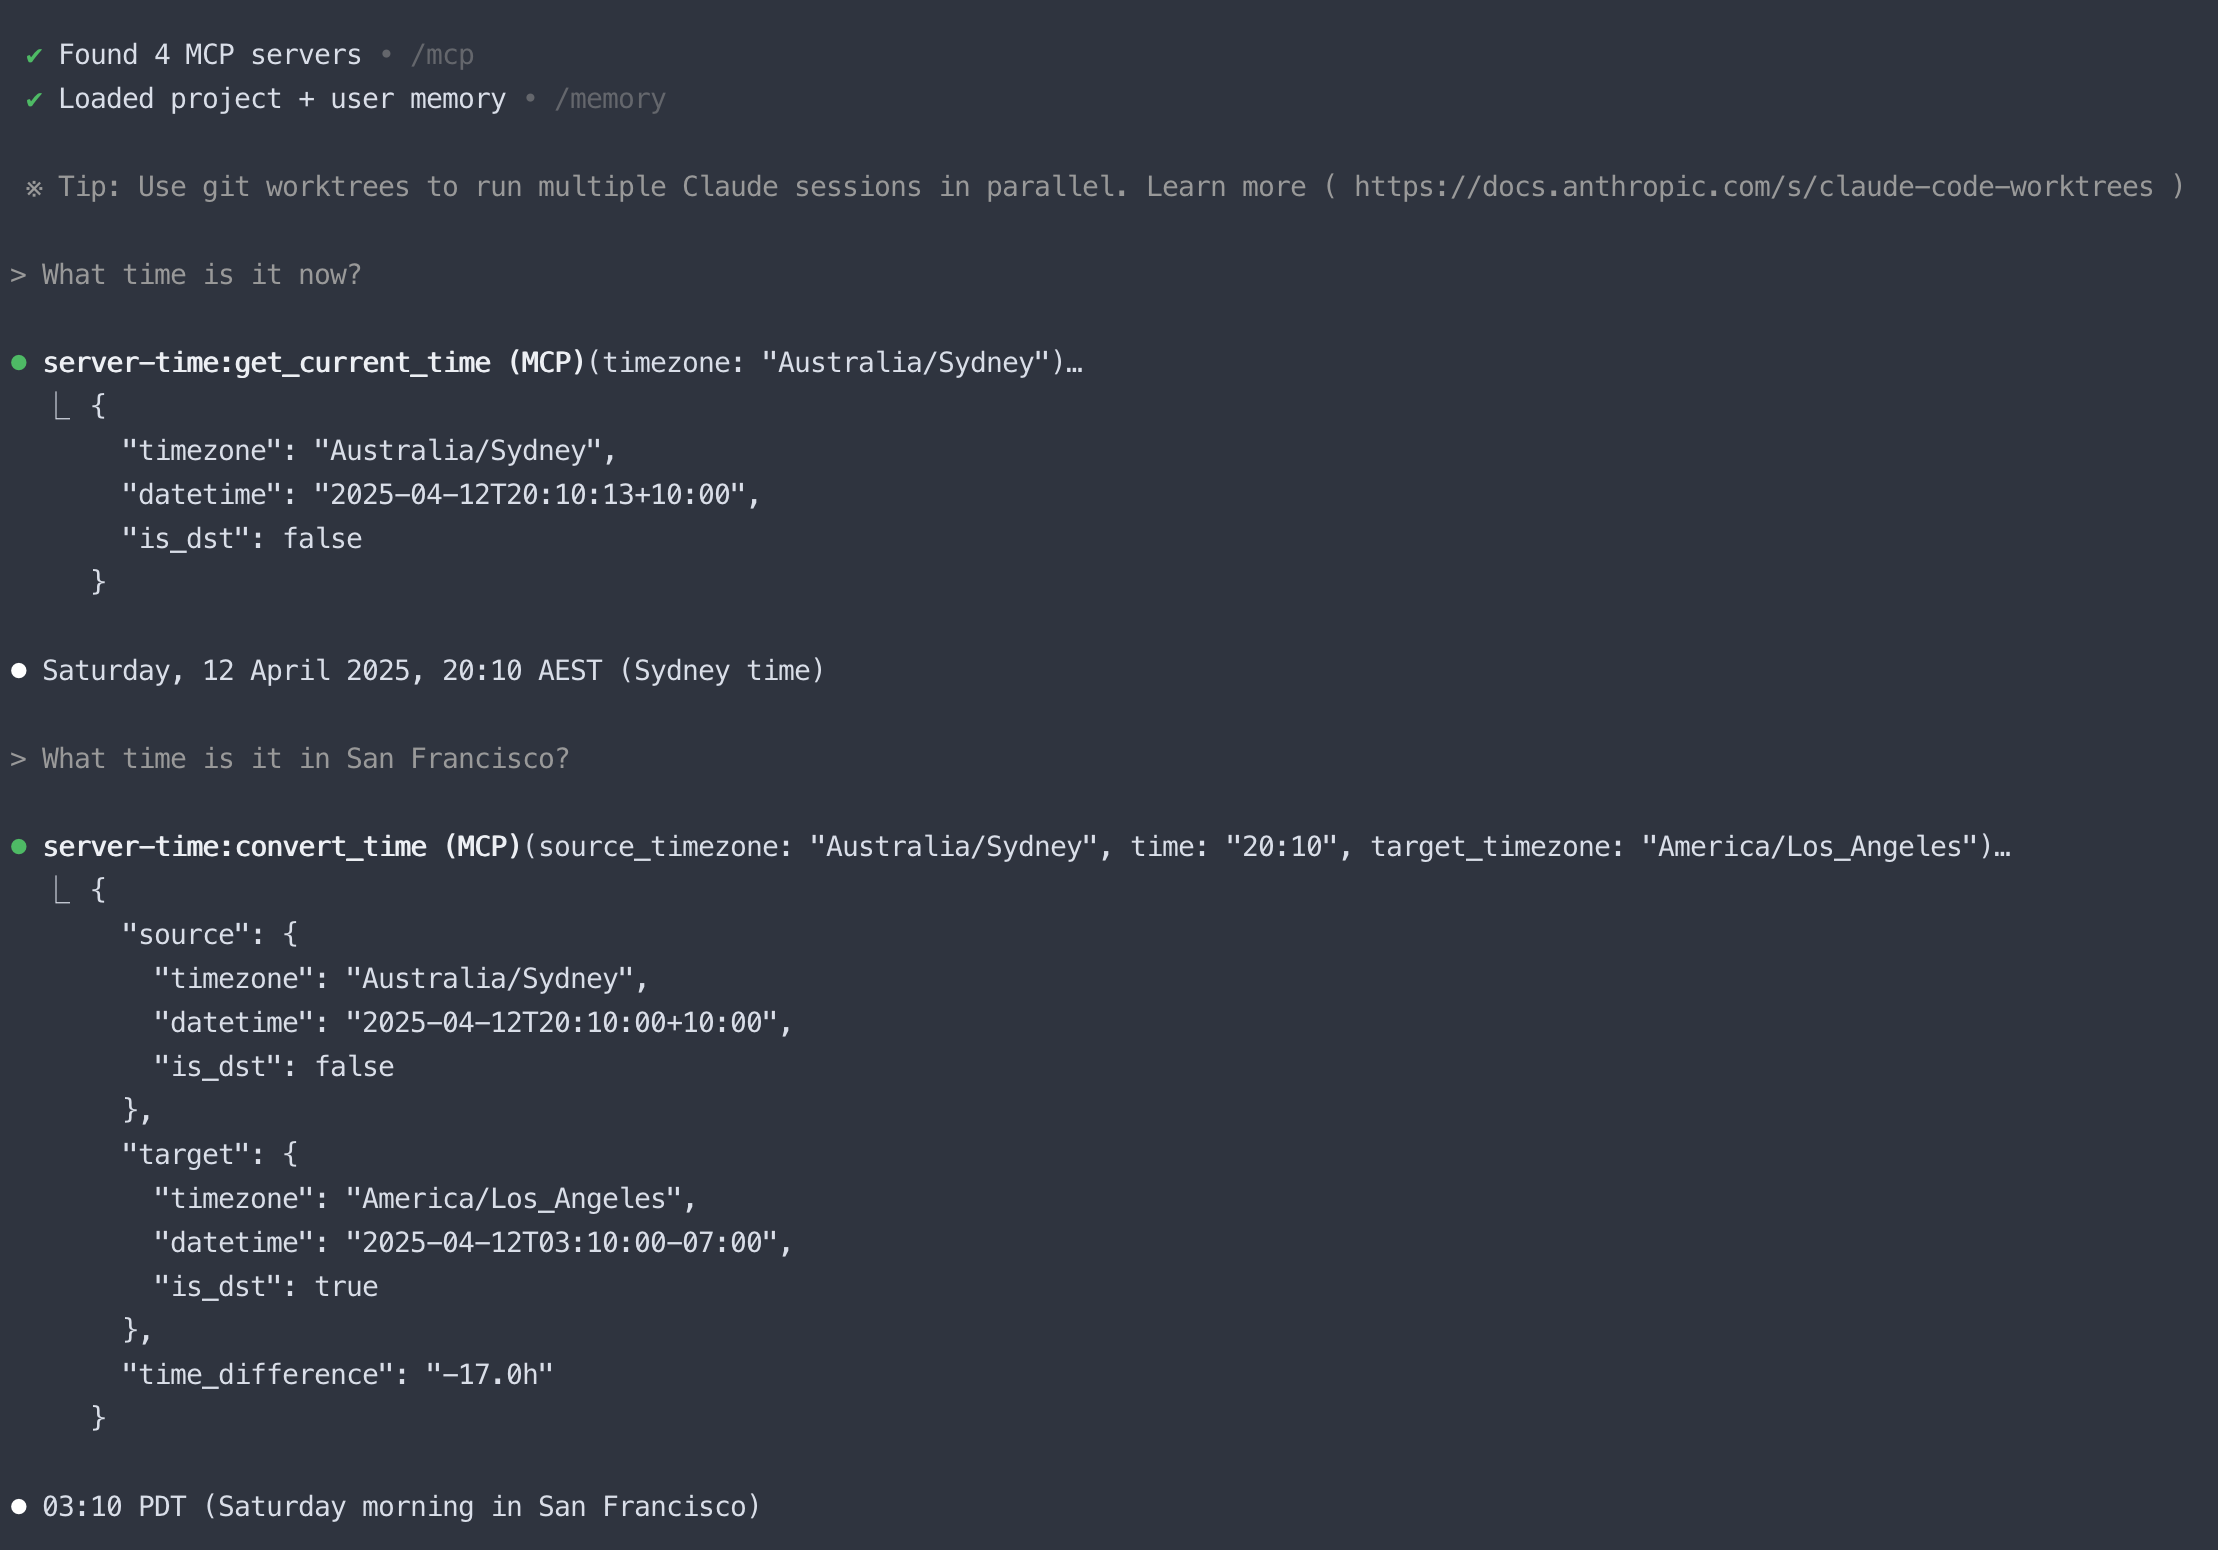 ✔ Found 4 MCP servers • /mcp
✔ Loaded project + user memory • /memory
※ Tip: Use git worktrees to run multiple Claude sessions in parallel. Learn more ( https://docs.anthropic.com/s/claude-code-worktrees )
> What time is it now?
● server-time:get_current_time (MCP)(timezone: "Australia/Sydney")…
⎿ {
"timezone": "Australia/Sydney",
"datetime": "2025-04-12T20:10:13+10:00",
"is_dst": false
}
● Saturday, 12 April 2025, 20:10 AEST (Sydney time)
> What time is it in San Francisco?
● server-time:convert_time (MCP)(source_timezone: "Australia/Sydney", time: "20:10", target_timezone: "America/Los_Angeles")…
⎿ {
"source": {
"timezone": "Australia/Sydney",
"datetime": "2025-04-12T20:10:00+10:00",
"is_dst": false
},
"target": {
"timezone": "America/Los_Angeles",
"datetime": "2025-04-12T03:10:00-07:00",
"is_dst": true
},
"time_difference": "-17.0h"
}
● 03:10 PDT (Saturday morning in San Francisco)